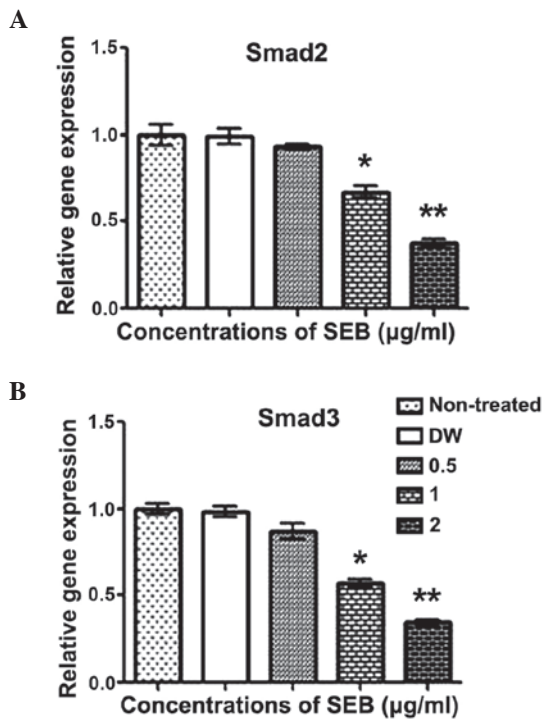 A
Smad2
Relative gene expression
1.5
1.0
0.5
0.0
*
**
Concentrations of SEB (µg/ml)
B
Smad3
Relative gene expression
1.5
1.0
0.5
0.0
*
**
Non-treated
DW
0.5
1
2
Concentrations of SEB (µg/ml)